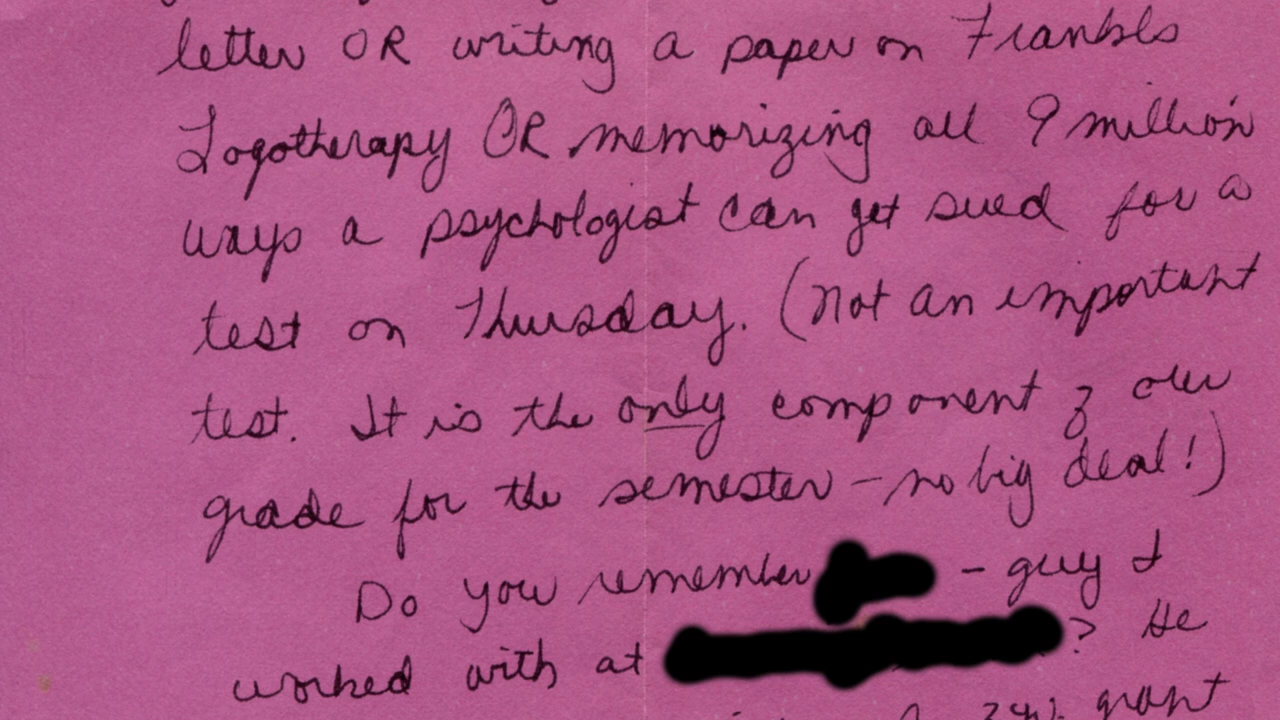 letter OR writing a paper on Frankls
Logotherapy OR memorizing all 9 million
ways a psychologist can get sued for a
test on Thursday. (Not an important
test. It is the only component of our
grade for the semester – no big deal!)
Do you remember – guy I
worked with at ? He
grant